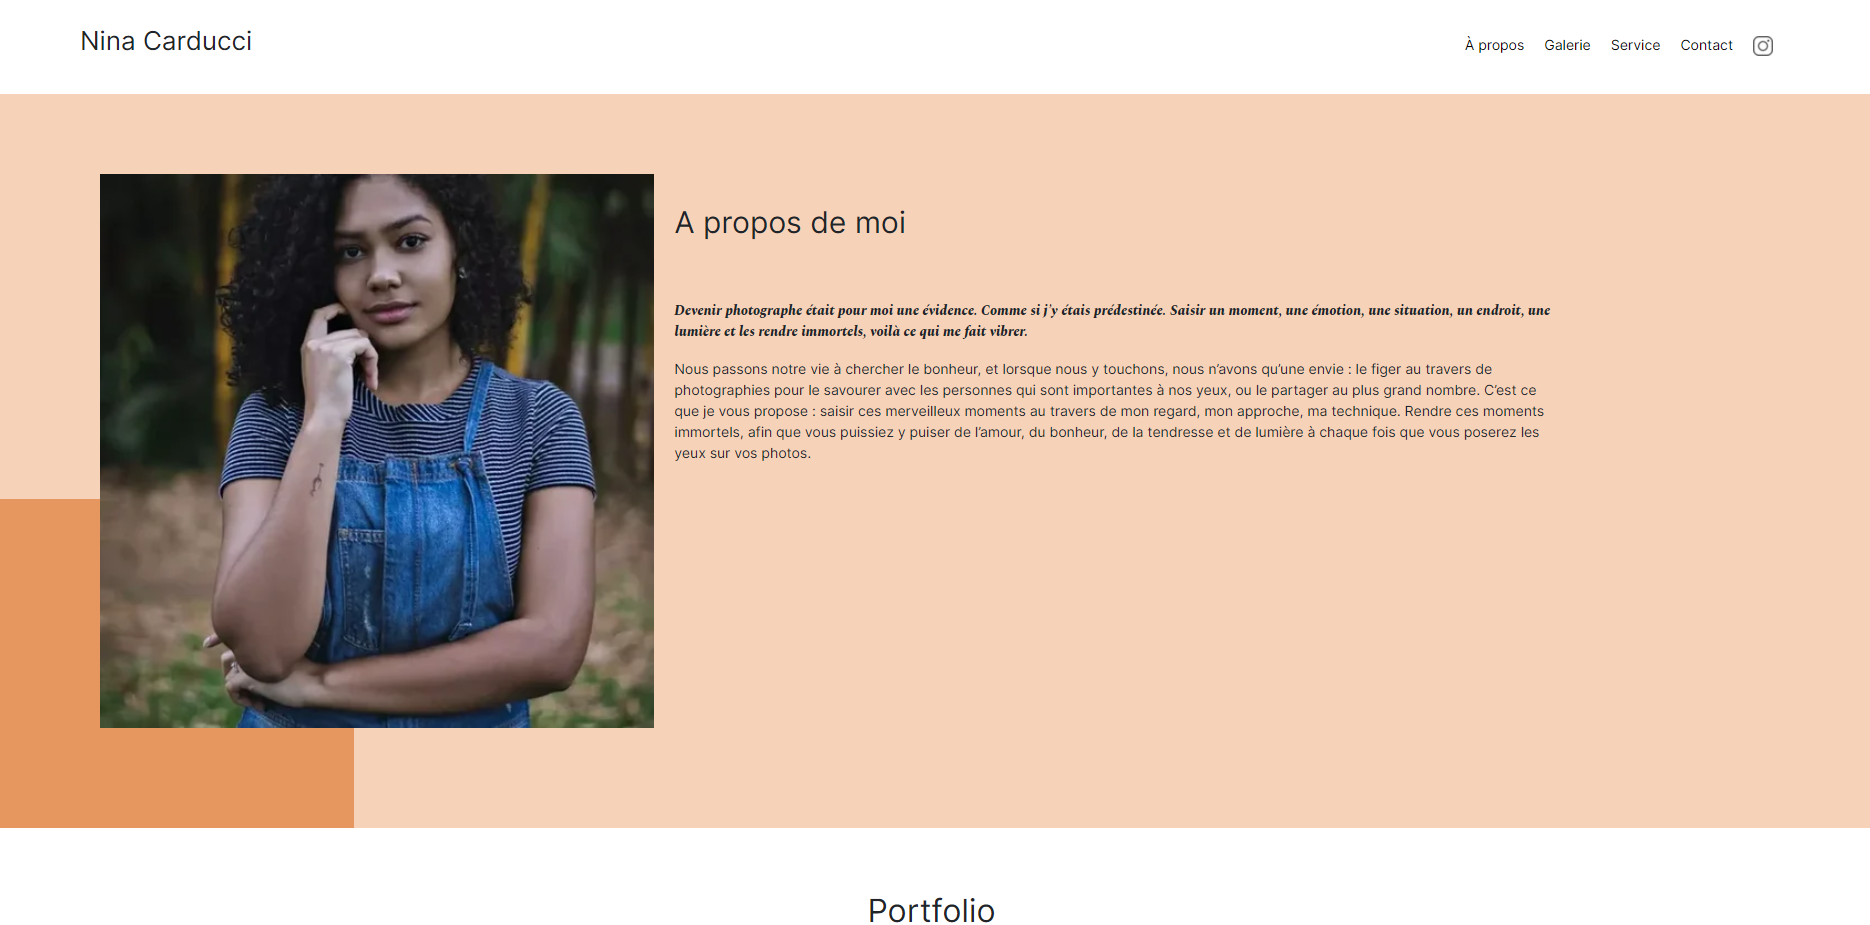 Nina Carducci
À propos Galerie Service Contact
A propos de moi
Devenir photographe était pour moi une évidence. Comme si j'y étais prédestinée. Saisir un moment, une émotion, une situation, un endroit, une
lumière et les rendre immortels, voilà ce qui me fait vibrer.
Nous passons notre vie à chercher le bonheur, et lorsque nous y touchons, nous n’avons qu’une envie : le figer au travers de
photographies pour le savourer avec les personnes qui sont importantes à nos yeux, ou le partager au plus grand nombre. C’est ce
que je vous propose : saisir ces merveilleux moments au travers de mon regard, mon approche, ma technique. Rendre ces moments
immortels, afin que vous puissiez y puiser de l’amour, du bonheur, de la tendresse et de lumière à chaque fois que vous poserez les
yeux sur vos photos.
Portfolio